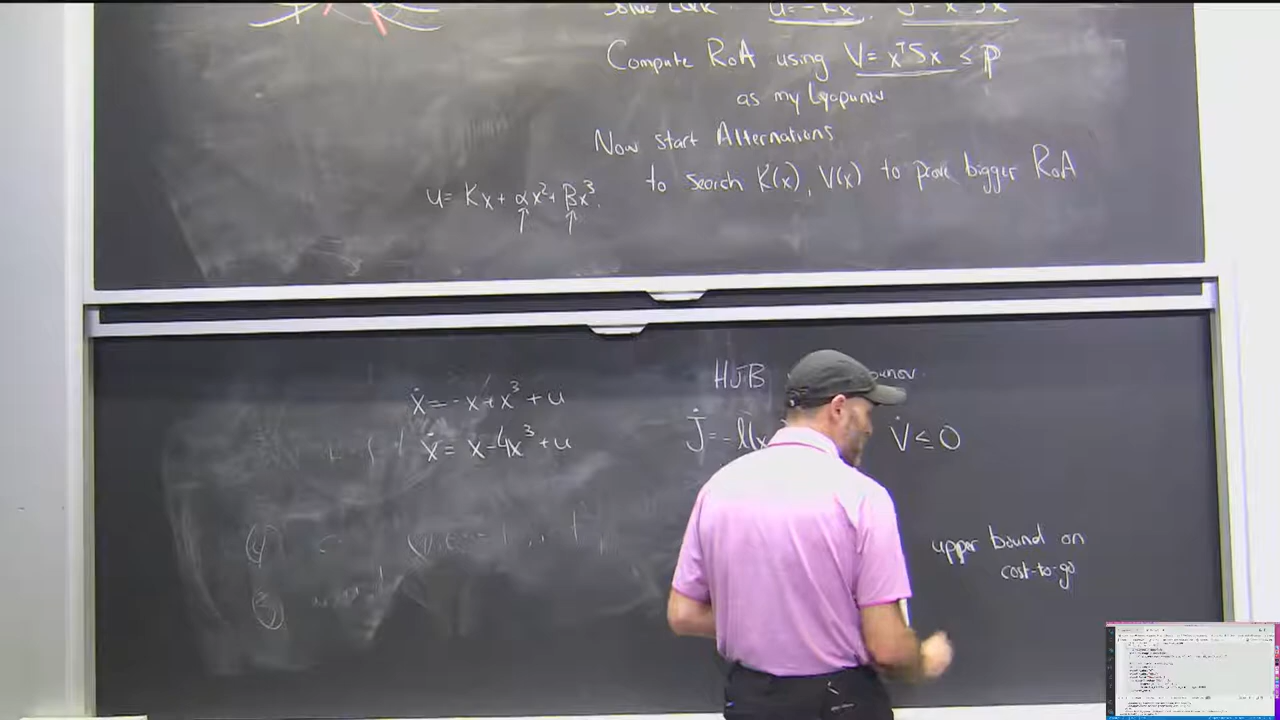 Solve LQR: u=-Kx, J=xᵀSx
Compute RoA using V=xᵀSx ≤ ρ
as my Lyapunov
Now start Alternations
to search K(x), V(x) to prove bigger RoA
u= Kx + αx² + βx³
↑ ↑
ẋ = -x + x³ + u
ẋ = x - 4x³ + u
HJB
J̇ = -l(x
V̇ ≤ 0
upper bound on
cost-to-go